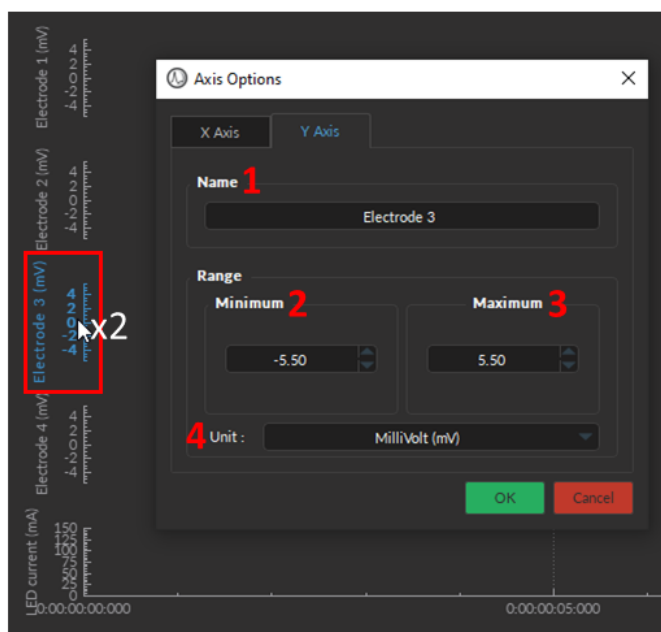 Electrode 1 (mV)
4
2
0
-2
-4
Electrode 2 (mV)
4
2
0
-2
-4
Electrode 3 (mV)
4
2
0
-2
-4
x2
Electrode 4 (mV)
4
2
0
-2
-4
LED current (mA)
150
125
100
75
50
25
0
0:00:00:00:000
0:00:00:05:000
Axis Options
X Axis Y Axis
Name 1
Electrode 3
Range
Minimum 2 Maximum 3
-5.50 5.50
4 Unit : MilliVolt (mV)
OK Cancel